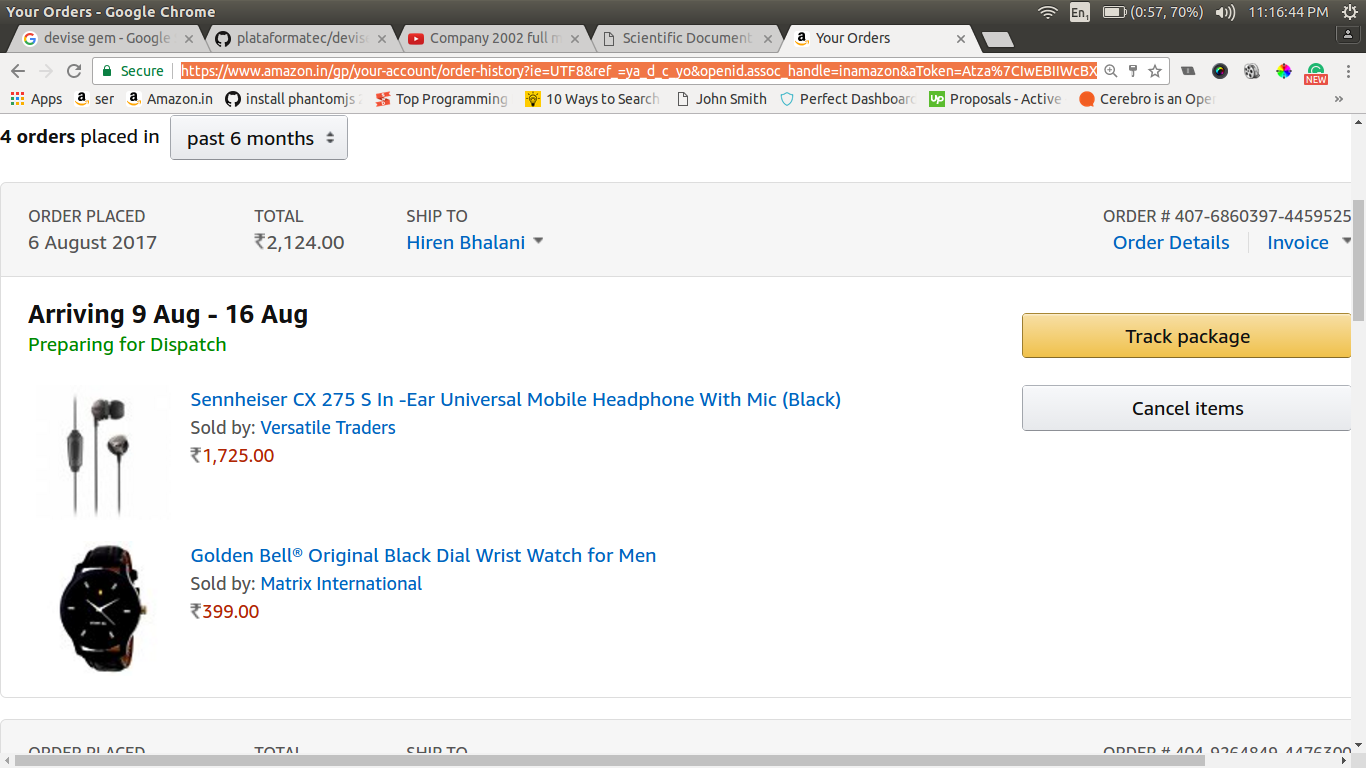 Your Orders - Google Chrome
En1 (0:57, 70%) 11:16:44 PM
devise gem - Google
plataformatec/devise
Company 2002 full m
Scientific Document
Your Orders
Secure https://www.amazon.in/gp/your-account/order-history?ie=UTF8&ref_=ya_d_c_yo&openid.assoc_handle=inamazon&aToken=Atza%7CIwEBIIWcBX
NEW
Apps ser Amazon.in install phantomjs Top Programming 10 Ways to Search John Smith Perfect Dashboard Proposals - Active Cerebro is an Ope »
4 orders placed in past 6 months
ORDER PLACED TOTAL SHIP TO ORDER # 407-6860397-4459525
6 August 2017 ₹2,124.00 Hiren Bhalani Order Details Invoice
Arriving 9 Aug - 16 Aug
Preparing for Dispatch
Track package
Cancel items
Sennheiser CX 275 S In -Ear Universal Mobile Headphone With Mic (Black)
Sold by: Versatile Traders
₹1,725.00
Golden Bell® Original Black Dial Wrist Watch for Men
Sold by: Matrix International
₹399.00
ORDER PLACED TOTAL SHIP TO ORDER # 404-9264849-4476300